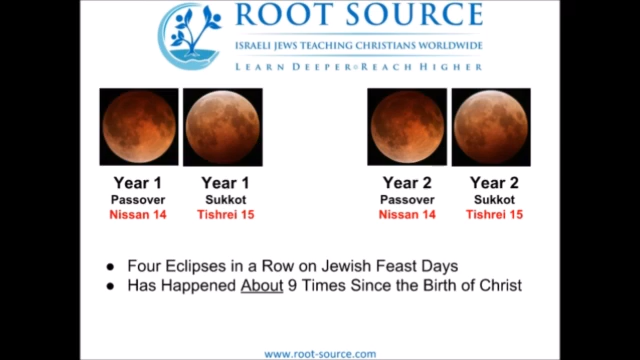 ROOT SOURCE
ISRAELI JEWS TEACHING CHRISTIANS WORLDWIDE
LEARN DEEPER REACH HIGHER
Year 1 Year 1 Year 2 Year 2
Passover Sukkot Passover Sukkot
Nissan 14 Tishrei 15 Nissan 14 Tishrei 15
● Four Eclipses in a Row on Jewish Feast Days
● Has Happened About 9 Times Since the Birth of Christ
www.root-source.com